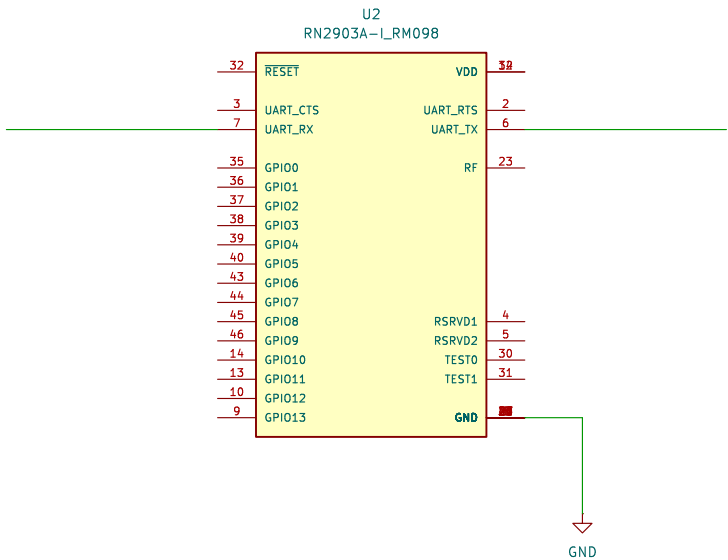 U2
RN2903A-I_RM098
32 RESET VDD
3 UART_CTS UART_RTS 2
7 UART_RX UART_TX 6
35 GPIO0 RF 23
36 GPIO1
37 GPIO2
38 GPIO3
39 GPIO4
40 GPIO5
43 GPIO6
44 GPIO7
45 GPIO8 RSRVD1 4
46 GPIO9 RSRVD2 5
14 GPIO10 TEST0 30
13 GPIO11 TEST1 31
10 GPIO12
9 GPIO13 GND
GND